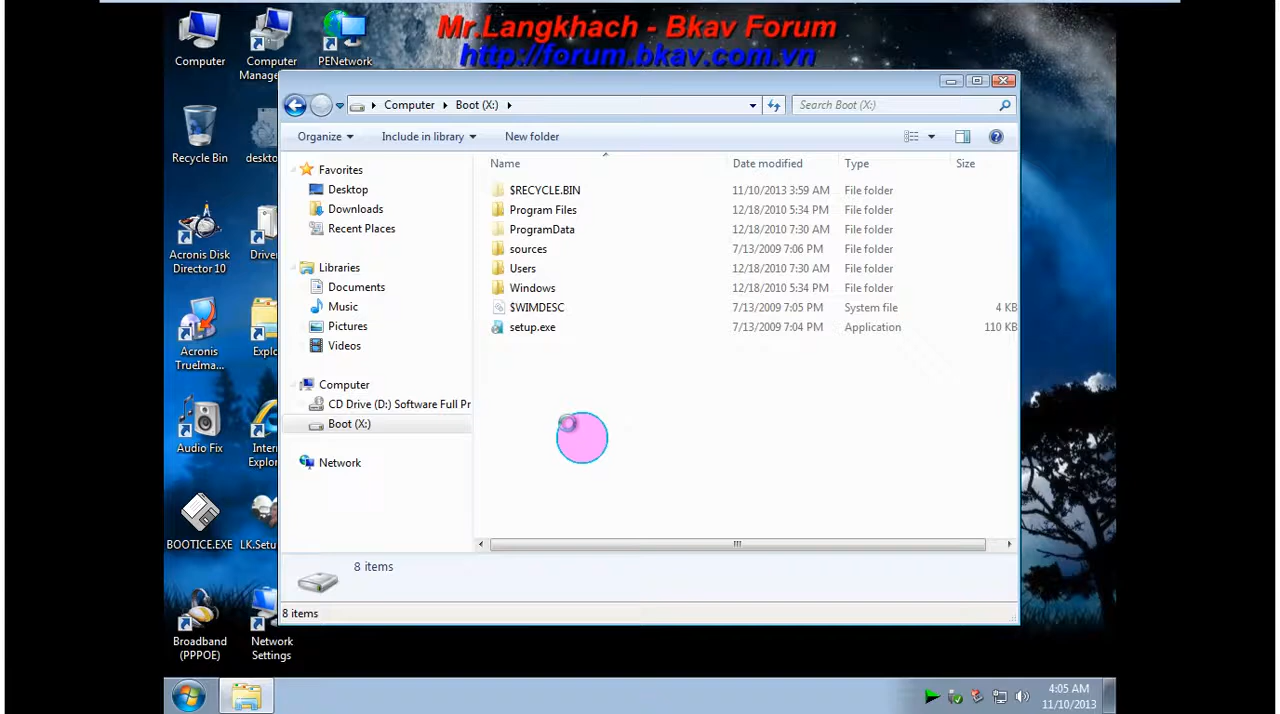 Mr.Langkhach - Bkav Forum
http://forum.bkav.com.vn
Computer
Computer
Manage
PENetwork
Recycle Bin
deskto
Acronis Disk
Director 10
Driver
Acronis
TrueIma...
Explo
Audio Fix
Intern
Explor
BOOTICE.EXE
LK.Setu
Broadband
(PPPOE)
Network
Settings
Computer
Boot (X:)
Search Boot (X:)
Organize
Include in library
New folder
Favorites
Desktop
Downloads
Recent Places
Libraries
Documents
Music
Pictures
Videos
Computer
CD Drive (D:) Software Full Pr
Boot (X:)
Network
Name Date modified Type Size
$RECYCLE.BIN 11/10/2013 3:59 AM File folder
Program Files 12/18/2010 5:34 PM File folder
ProgramData 12/18/2010 7:30 AM File folder
sources 7/13/2009 7:06 PM File folder
Users 12/18/2010 7:30 AM File folder
Windows 12/18/2010 5:34 PM File folder
$WIMDESC 7/13/2009 7:05 PM System file 4 KB
setup.exe 7/13/2009 7:04 PM Application 110 KB
8 items
8 items
4:05 AM
11/10/2013